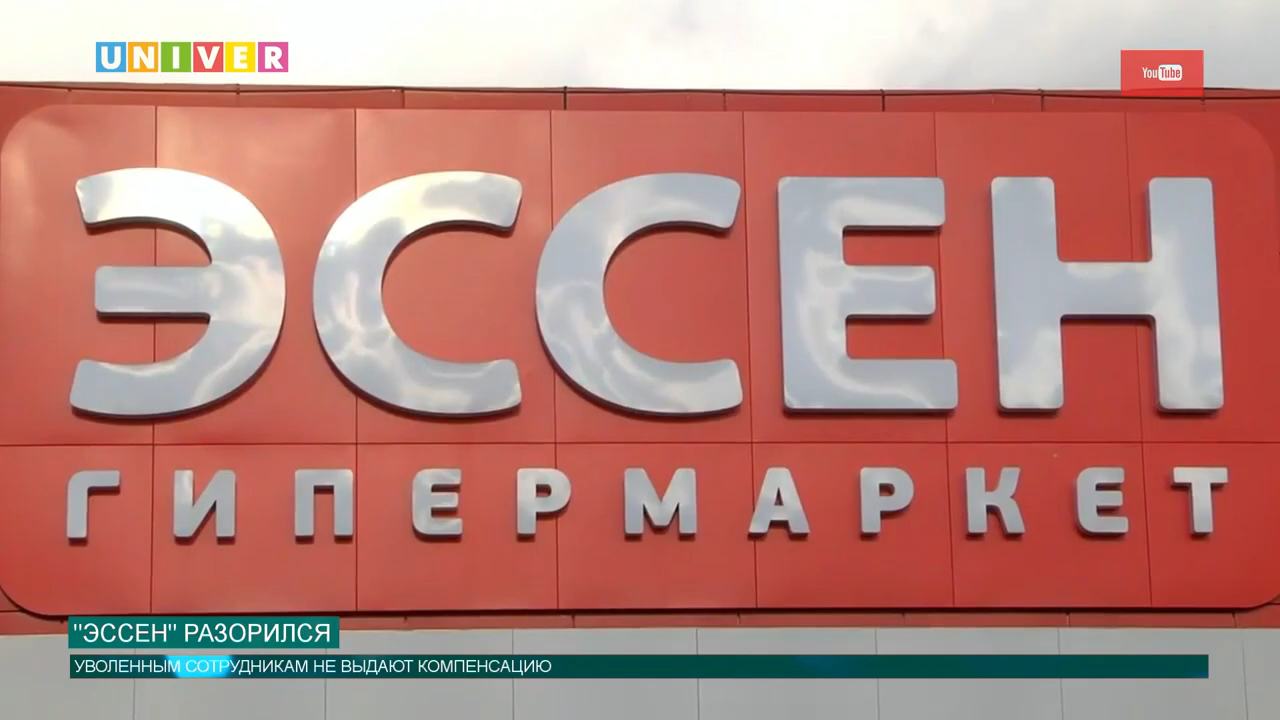 UNIVER
YouTube
ЭССЕН
ГИПЕРМАРКЕТ
"ЭССЕН" РАЗОРИЛСЯ
УВОЛЕННЫМ СОТРУДНИКАМ НЕ ВЫДАЮТ КОМПЕНСАЦИЮ